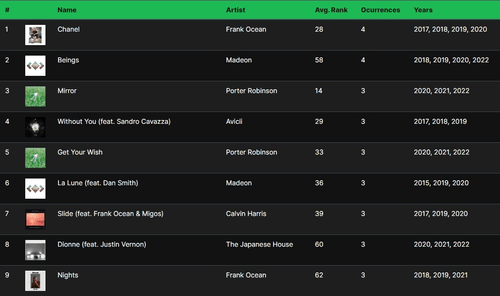 # Name Artist Avg. Rank Ocurrences Years
1 Chanel Frank Ocean 28 4 2017, 2018, 2019, 2020
2 Beings Madeon 58 4 2018, 2019, 2020, 2022
3 Mirror Porter Robinson 14 3 2020, 2021, 2022
4 Without You (feat. Sandro Cavazza) Avicii 29 3 2017, 2018, 2019
5 Get Your Wish Porter Robinson 33 3 2020, 2021, 2022
6 La Lune (feat. Dan Smith) Madeon 36 3 2015, 2019, 2020
7 Slide (feat. Frank Ocean & Migos) Calvin Harris 39 3 2017, 2019, 2020
8 Dionne (feat. Justin Vernon) The Japanese House 60 3 2020, 2021, 2022
9 Nights Frank Ocean 62 3 2018, 2019, 2021